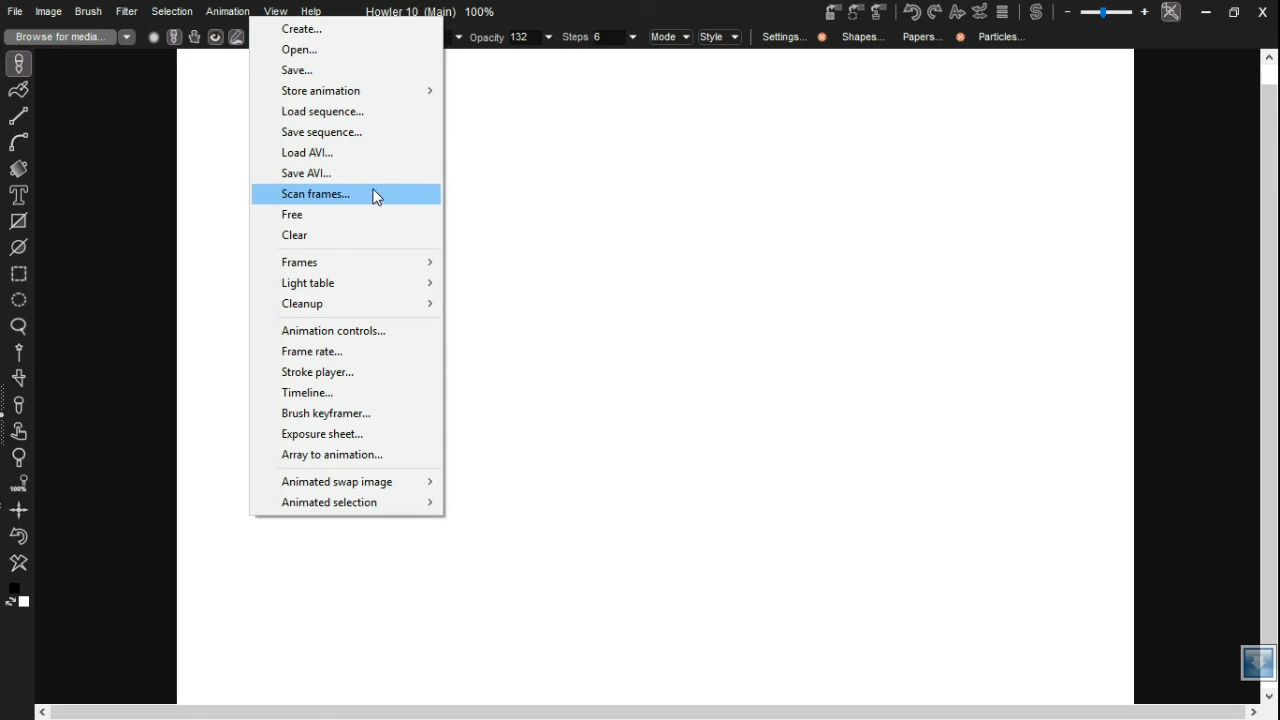 File Image Brush Filter Selection Animation View Help Howler 10 (Main) 100%
Browse for media... Opacity 132 Steps 6 Mode Style Settings... Shapes... Papers... Particles...
Create...
Open...
Save...
Store animation
Load sequence...
Save sequence...
Load AVI...
Save AVI...
Scan frames...
Free
Clear
Frames
Light table
Cleanup
Animation controls...
Frame rate...
Stroke player...
Timeline...
Brush keyframer...
Exposure sheet...
Array to animation...
Animated swap image
Animated selection
100%